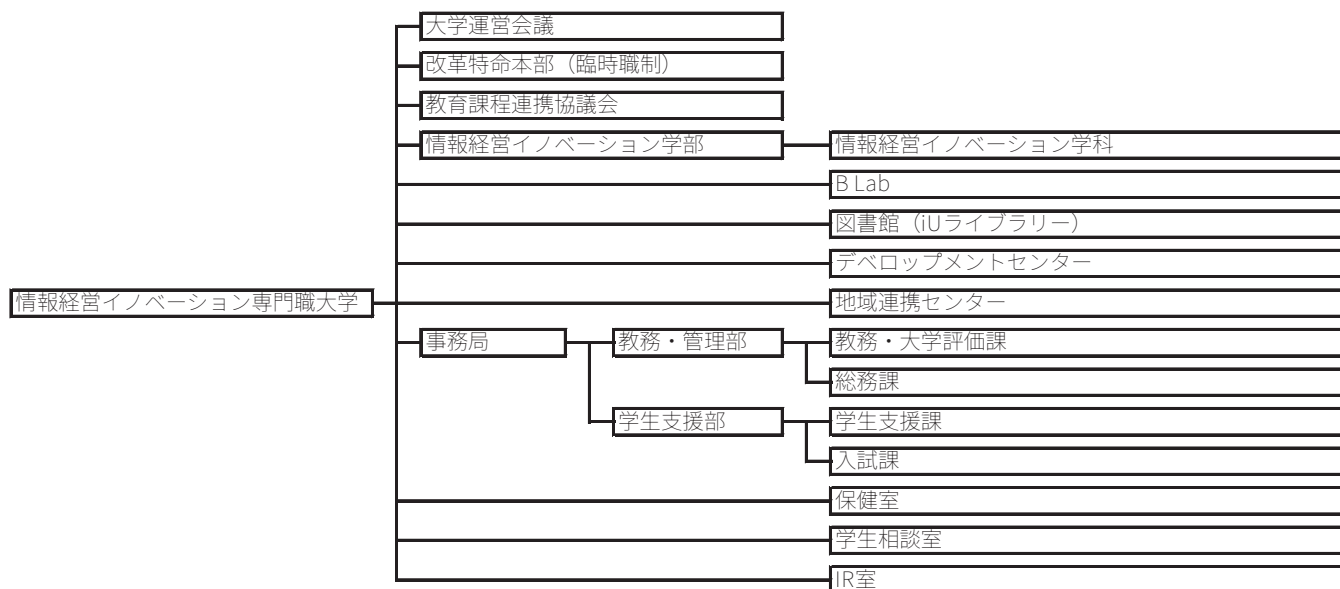 大学運営会議
改革特命本部（臨時職制）
教育課程連携協議会
情報経営イノベーション学部 情報経営イノベーション学科
B Lab
図書館（iUライブラリー）
デベロップメントセンター
情報経営イノベーション専門職大学 地域連携センター
事務局 教務・管理部 教務・大学評価課
総務課
学生支援部 学生支援課
入試課
保健室
学生相談室
IR室